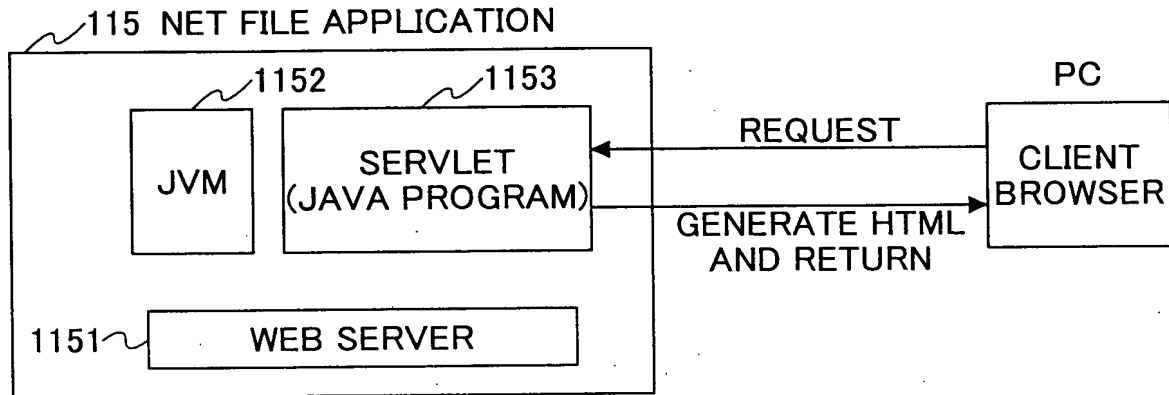 115 NET FILE APPLICATION
1152
1153
PC
JVM
SERVLET
(JAVA PROGRAM)
REQUEST
CLIENT
BROWSER
GENERATE HTML
AND RETURN
1151
WEB SERVER